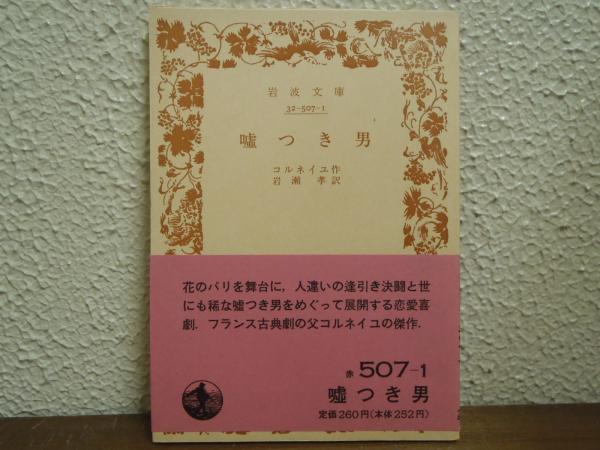 岩波文庫
32-507-1
嘘つき男
コルネイユ作
岩瀬孝訳
花のパリを舞台に,人違いの逢引き決闘と世
にも稀な嘘つき男をめぐって展開する恋愛喜
劇.フランス古典劇の父コルネイユの傑作.
赤 507-1
嘘つき男
定価260円(本体252円)